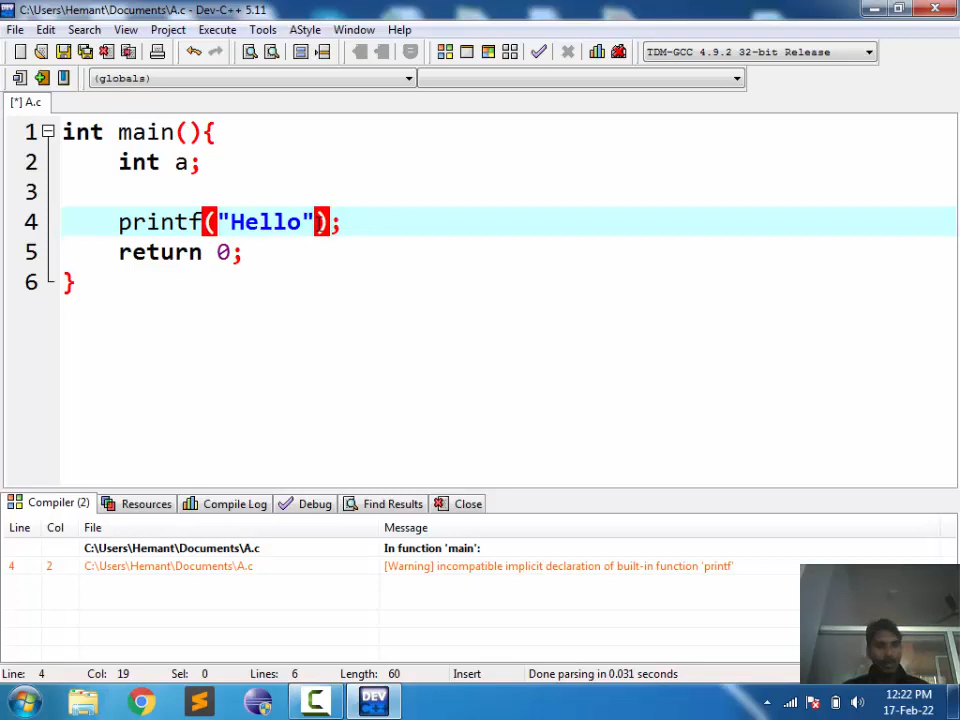 C:\Users\Hemant\Documents\A.c - Dev-C++ 5.11
File Edit Search View Project Execute Tools AStyle Window Help
TDM-GCC 4.9.2 32-bit Release
(globals)
[*] A.c
1 int main(){
2 int a;
3
4 printf("Hello");
5 return 0;
6 }
Compiler (2) Resources Compile Log Debug Find Results Close
Line Col File Message
C:\Users\Hemant\Documents\A.c In function 'main':
4 2 C:\Users\Hemant\Documents\A.c [Warning] incompatible implicit declaration of built-in function 'printf'
Line: 4 Col: 19 Sel: 0 Lines: 6 Length: 60 Insert Done parsing in 0.031 seconds
DEV C++
12:22 PM
17-Feb-22